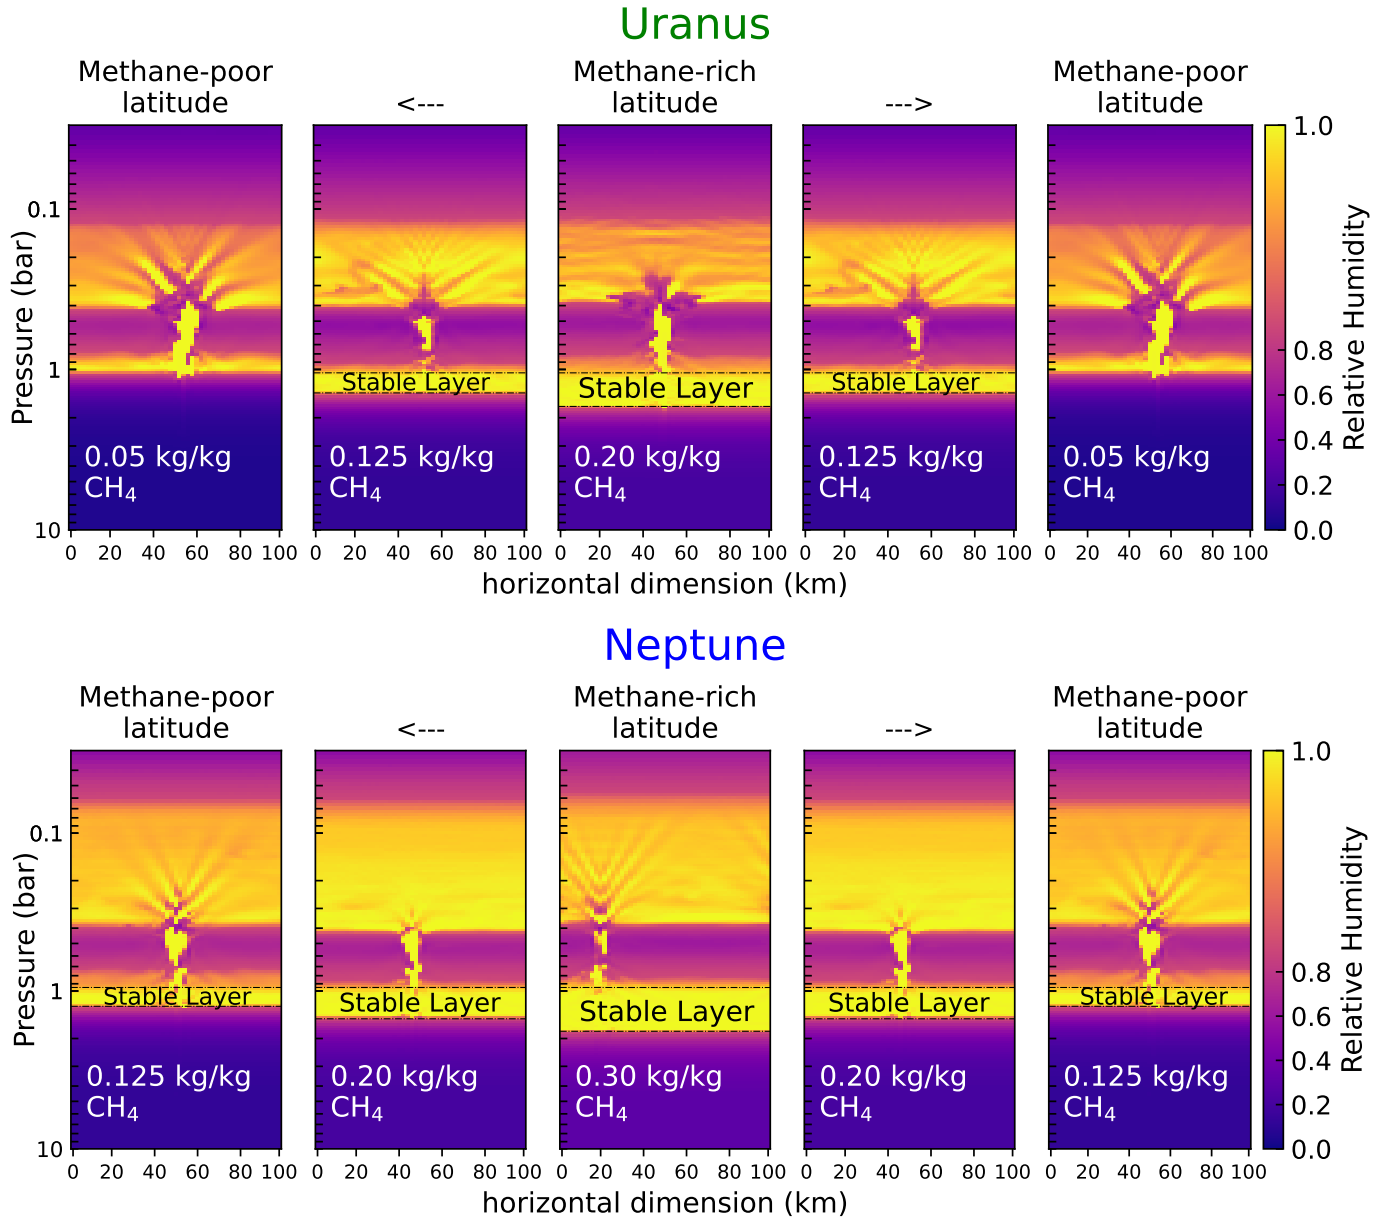 Uranus
Methane-poor
latitude
<---
Methane-rich
latitude
--->
Methane-poor
latitude
Pressure (bar)
0.1
1
10
Stable Layer
Stable Layer
Stable Layer
0.05 kg/kg
CH₄
0.125 kg/kg
CH₄
0.20 kg/kg
CH₄
0.125 kg/kg
CH₄
0.05 kg/kg
CH₄
0 20 40 60 80 100
0 20 40 60 80 100
0 20 40 60 80 100
0 20 40 60 80 100
0 20 40 60 80 100
horizontal dimension (km)
1.0
0.8
0.6
0.4
0.2
0.0
Relative Humidity
Neptune
Methane-poor
latitude
<---
Methane-rich
latitude
--->
Methane-poor
latitude
Pressure (bar)
0.1
1
10
Stable Layer
Stable Layer
Stable Layer
Stable Layer
Stable Layer
0.125 kg/kg
CH₄
0.20 kg/kg
CH₄
0.30 kg/kg
CH₄
0.20 kg/kg
CH₄
0.125 kg/kg
CH₄
0 20 40 60 80 100
0 20 40 60 80 100
0 20 40 60 80 100
0 20 40 60 80 100
0 20 40 60 80 100
horizontal dimension (km)
1.0
0.8
0.6
0.4
0.2
0.0
Relative Humidity